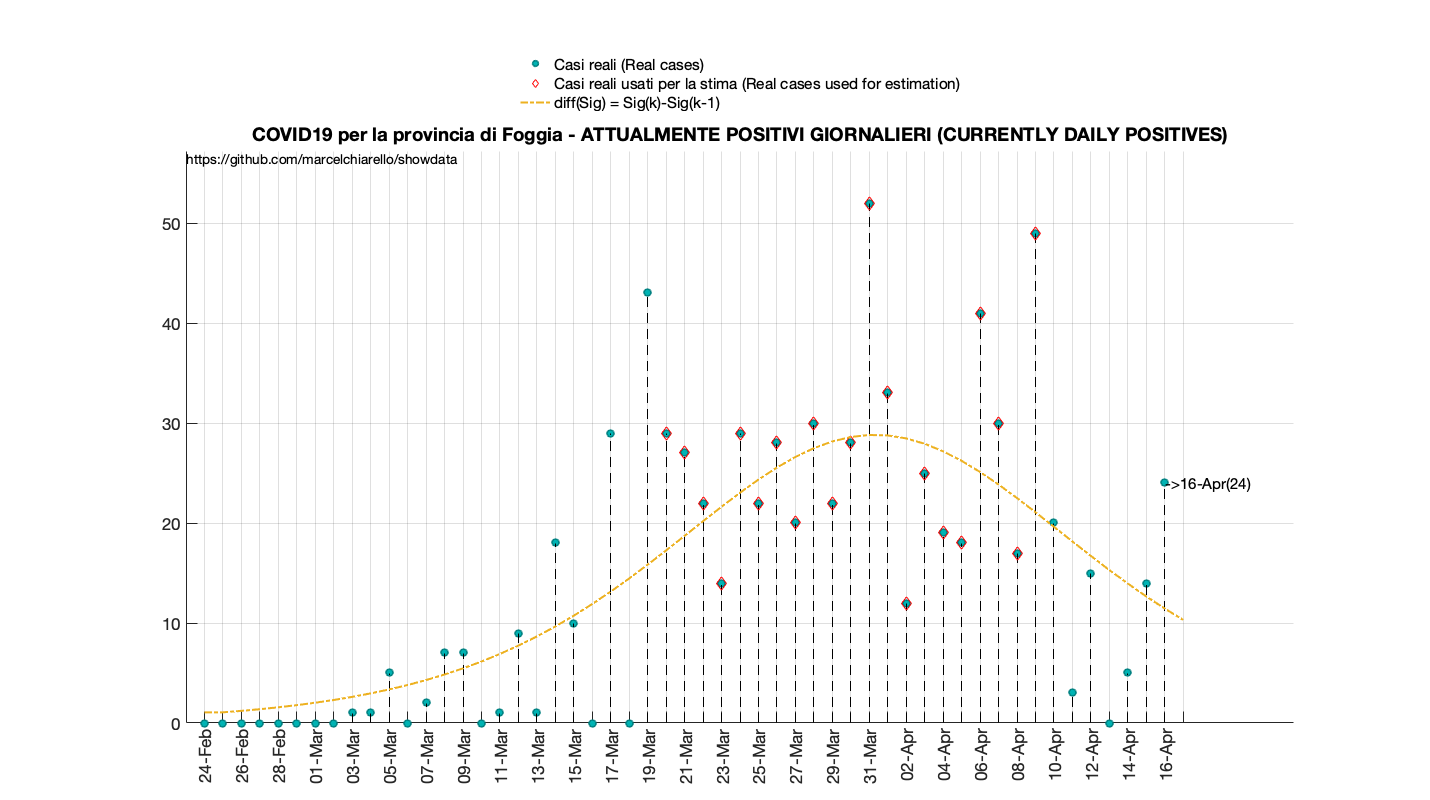 Casi reali (Real cases)
Casi reali usati per la stima (Real cases used for estimation)
diff(Sig) = Sig(k)-Sig(k-1)
COVID19 per la provincia di Foggia - ATTUALMENTE POSITIVI GIORNALIERI (CURRENTLY DAILY POSITIVES)
https://github.com/marcelchiarello/showdata
50
40
30
20
10
0
->16-Apr(24)
24-Feb
26-Feb
28-Feb
01-Mar
03-Mar
05-Mar
07-Mar
09-Mar
11-Mar
13-Mar
15-Mar
17-Mar
19-Mar
21-Mar
23-Mar
25-Mar
27-Mar
29-Mar
31-Mar
02-Apr
04-Apr
06-Apr
08-Apr
10-Apr
12-Apr
14-Apr
16-Apr